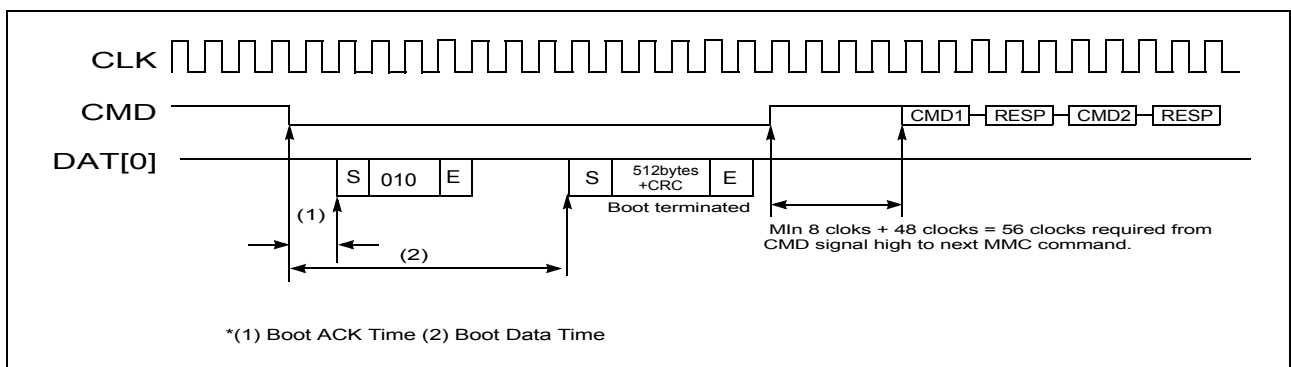 CLK
CMD
CMD1 RESP CMD2 RESP
DAT[0]
S 010 E S 512bytes +CRC E
Boot terminated
(1)
(2)
MIn 8 cloks + 48 clocks = 56 clocks required from
CMD signal high to next MMC command.
*(1) Boot ACK Time (2) Boot Data Time